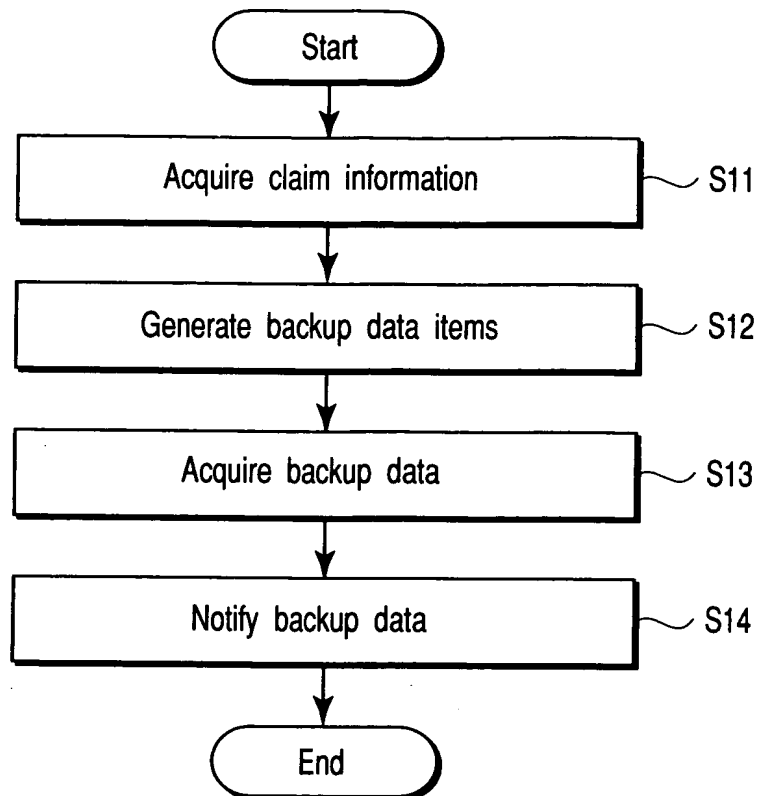 Start
Acquire claim information
S11
Generate backup data items
S12
Acquire backup data
S13
Notify backup data
S14
End